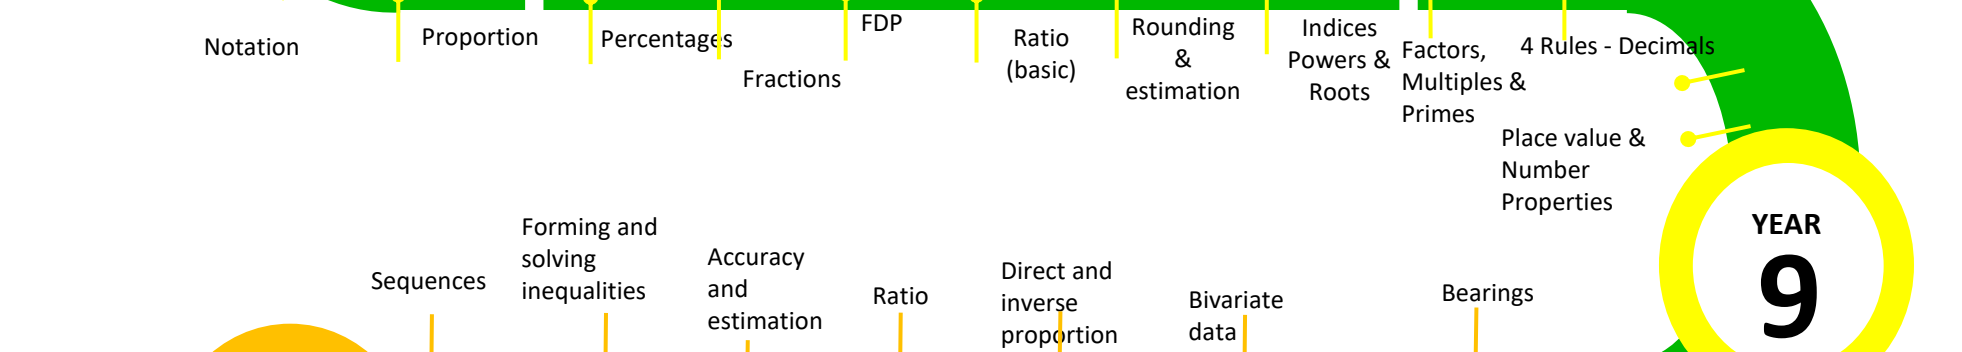 Notation
Proportion
Percentages
Fractions
FDP
Ratio
(basic)
Rounding
&
estimation
Indices
Powers &
Roots
Factors,
Multiples &
Primes
4 Rules - Decimals
Place value &
Number
Properties
YEAR
9
Sequences
Forming and
solving
inequalities
Accuracy
and
estimation
Ratio
Direct and
inverse
proportion
Bivariate
data
Bearings